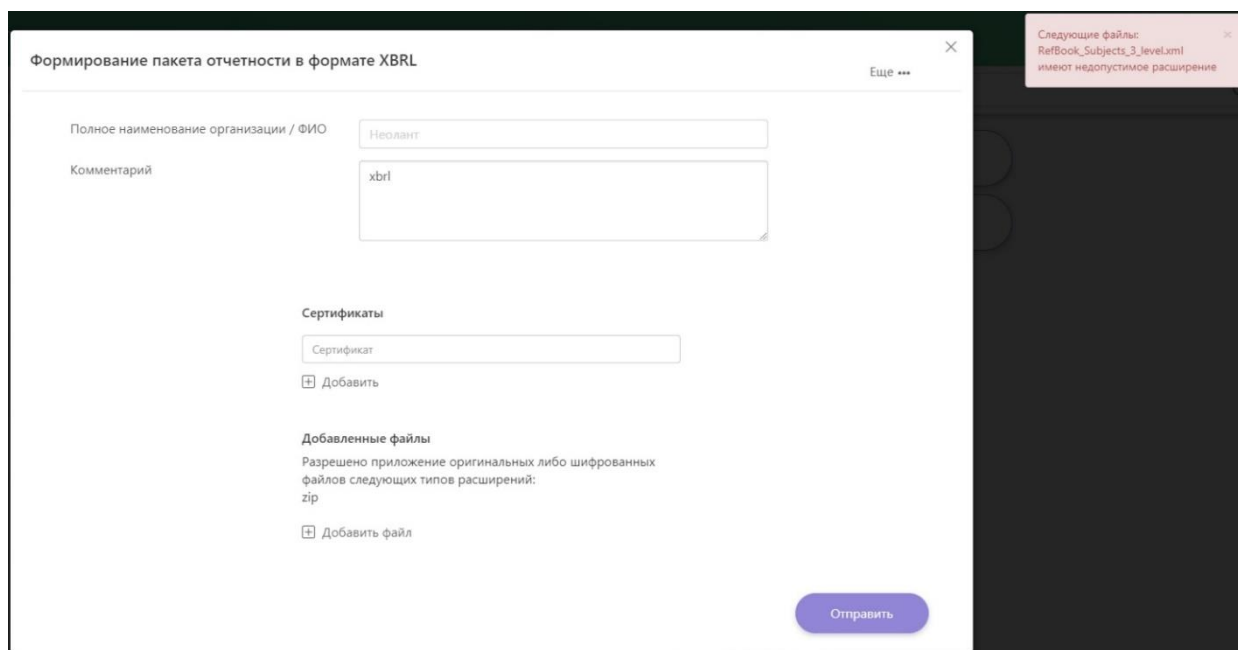 Следующие файлы:
RefBook_Subjects_3_level.xml
имеют недопустимое расширение
Формирование пакета отчетности в формате XBRL
Еще •••
Полное наименование организации / ФИО
Неолант
Комментарий
xbrl
Сертификаты
Сертификат
Добавить
Добавленные файлы
Разрешено приложение оригинальных либо шифрованных
файлов следующих типов расширений:
zip
Добавить файл
Отправить